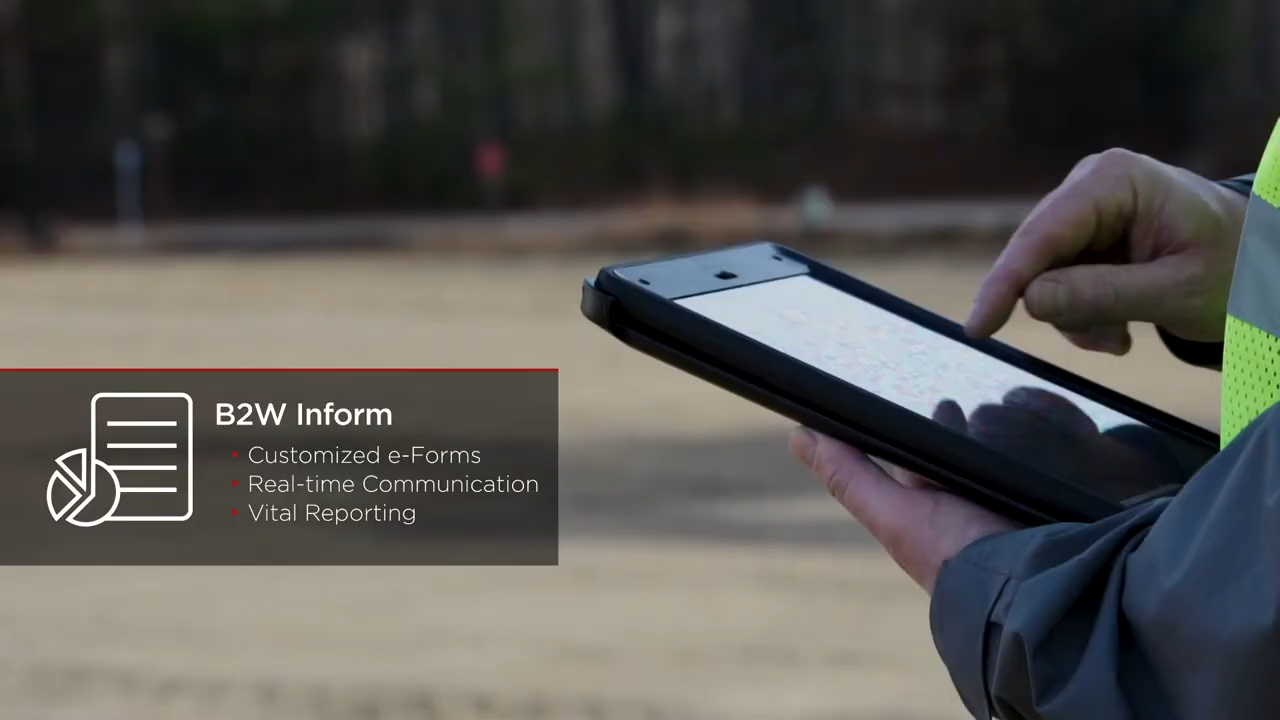 B2W Inform
• Customized e-Forms
• Real-time Communication
• Vital Reporting